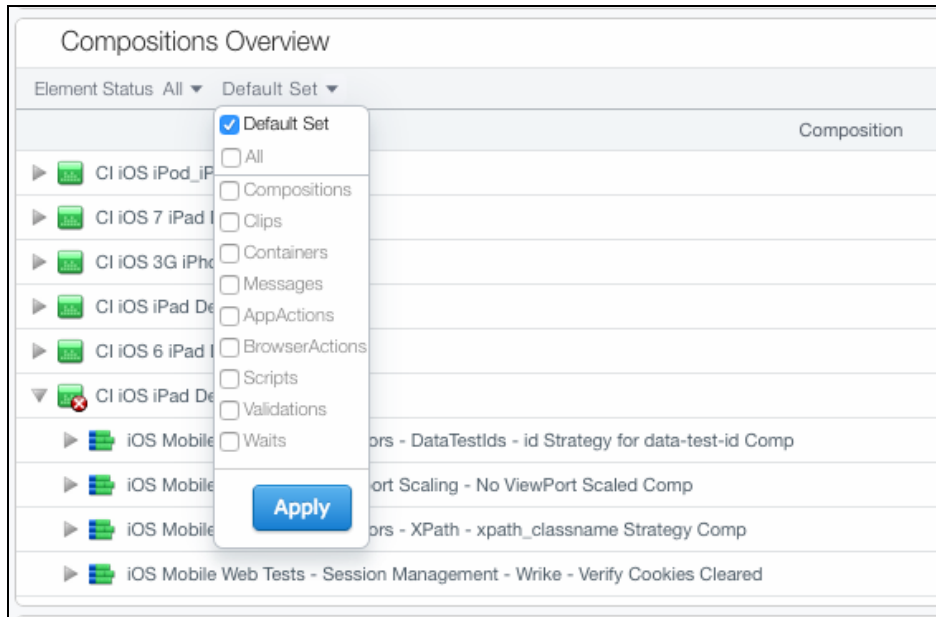 Compositions Overview
Element Status All Default Set
Default Set
All
Compositions
Clips
Containers
Messages
AppActions
BrowserActions
Scripts
Validations
Waits
Apply
Composition
CI iOS iPod_iP
CI iOS 7 iPad
CI iOS 3G iPho
CI iOS iPad De
CI iOS 6 iPad
CI iOS iPad De
iOS Mobile ors - DataTestIds - id Strategy for data-test-id Comp
iOS Mobile ort Scaling - No ViewPort Scaled Comp
iOS Mobile ors - XPath - xpath_classname Strategy Comp
iOS Mobile Web Tests - Session Management - Wrike - Verify Cookies Cleared